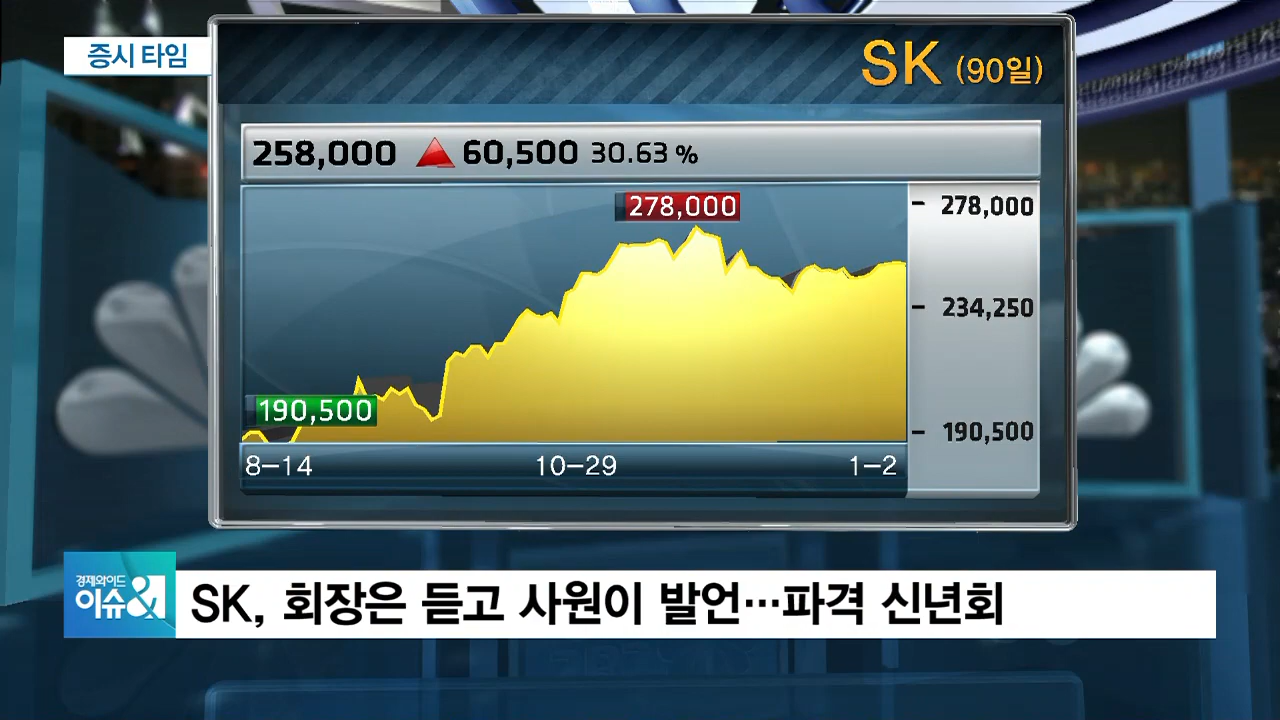 증시 타임
SK (90일)
258,000 ▲ 60,500 30.63 %
278,000
278,000
234,250
190,500
190,500
8-14 10-29 1-2
경제와이드
이슈&
SK, 회장은 듣고 사원이 발언…파격 신년회